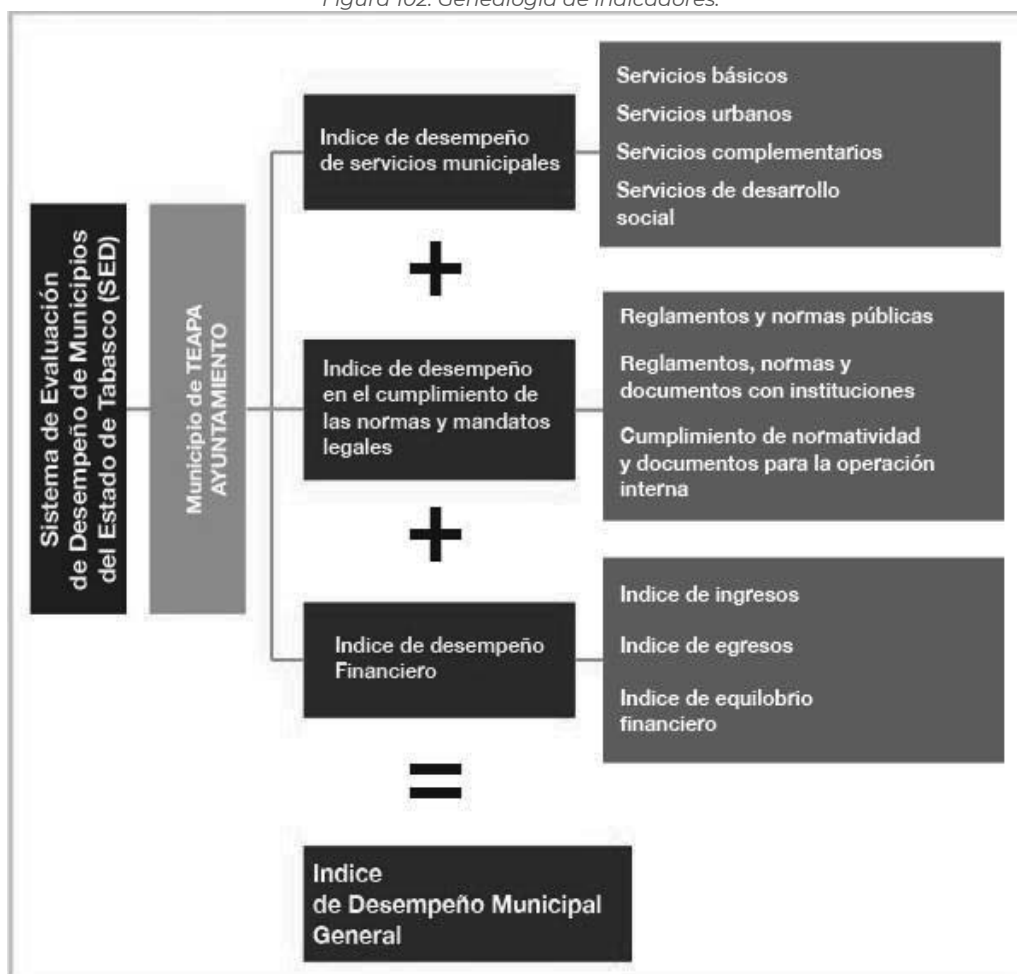 Figura 102. Genealogía de indicadores.
Sistema de Evaluación
de Desempeño de Municipios
del Estado de Tabasco (SED)
Municipio de TEAPA
AYUNTAMIENTO
Indice de desempeño
de servicios municipales
Servicios básicos
Servicios urbanos
Servicios complementarios
Servicios de desarrollo
social
+
Indice de desempeño
en el cumplimiento de
las normas y mandatos
legales
Reglamentos y normas públicas
Reglamentos, normas y
documentos con instituciones
Cumplimiento de normatividad
y documentos para la operación
interna
+
Indice de desempeño
Financiero
Indice de ingresos
Indice de egresos
Indice de equilobrio
financiero
=
Indice
de Desempeño Municipal
General